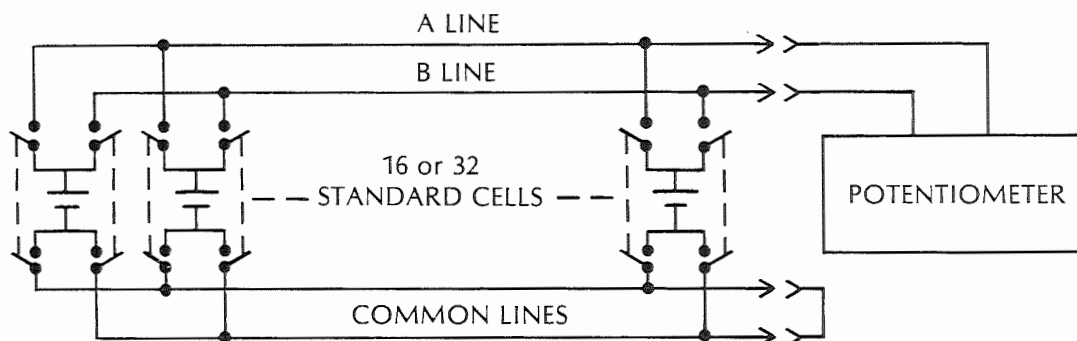 A LINE
B LINE
16 or 32
STANDARD CELLS
POTENTIOMETER
COMMON LINES